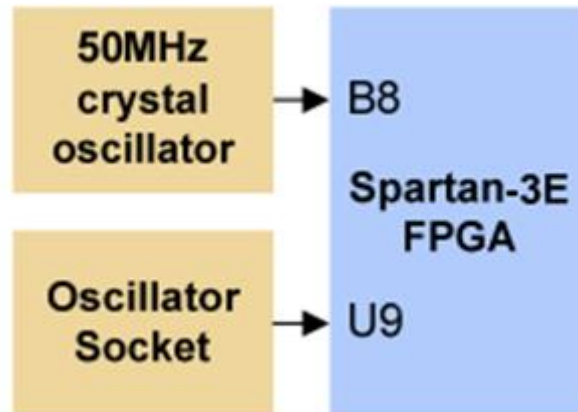 50MHz
crystal
oscillator
B8
Spartan-3E
FPGA
Oscillator
Socket
U9